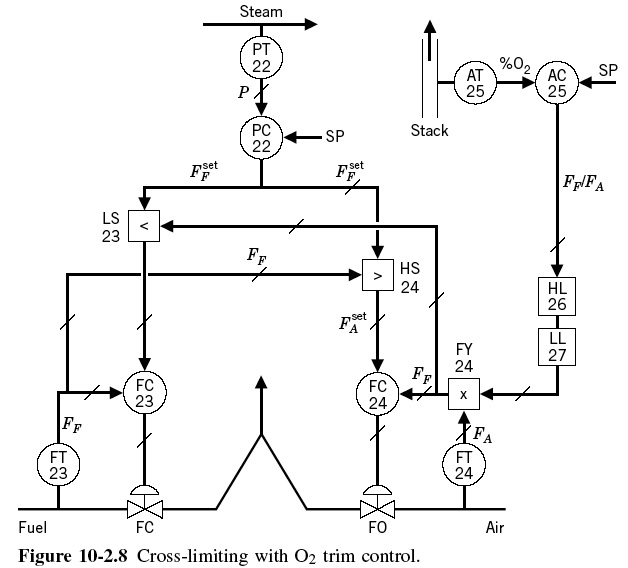 Steam
PT
22
P
PC
22
SP
F_F^set
F_F^set
Stack
AT
25
%O₂
AC
25
SP
F_F/F_A
LS
23
<
F_F
>
HS
24
HL
26
F_A^set
LL
27
FY
24
FC
23
FC
24
F_F
x
F_F
F_A
FT
23
FT
24
Fuel
FC
FO
Air
Figure 10-2.8 Cross-limiting with O₂ trim control.